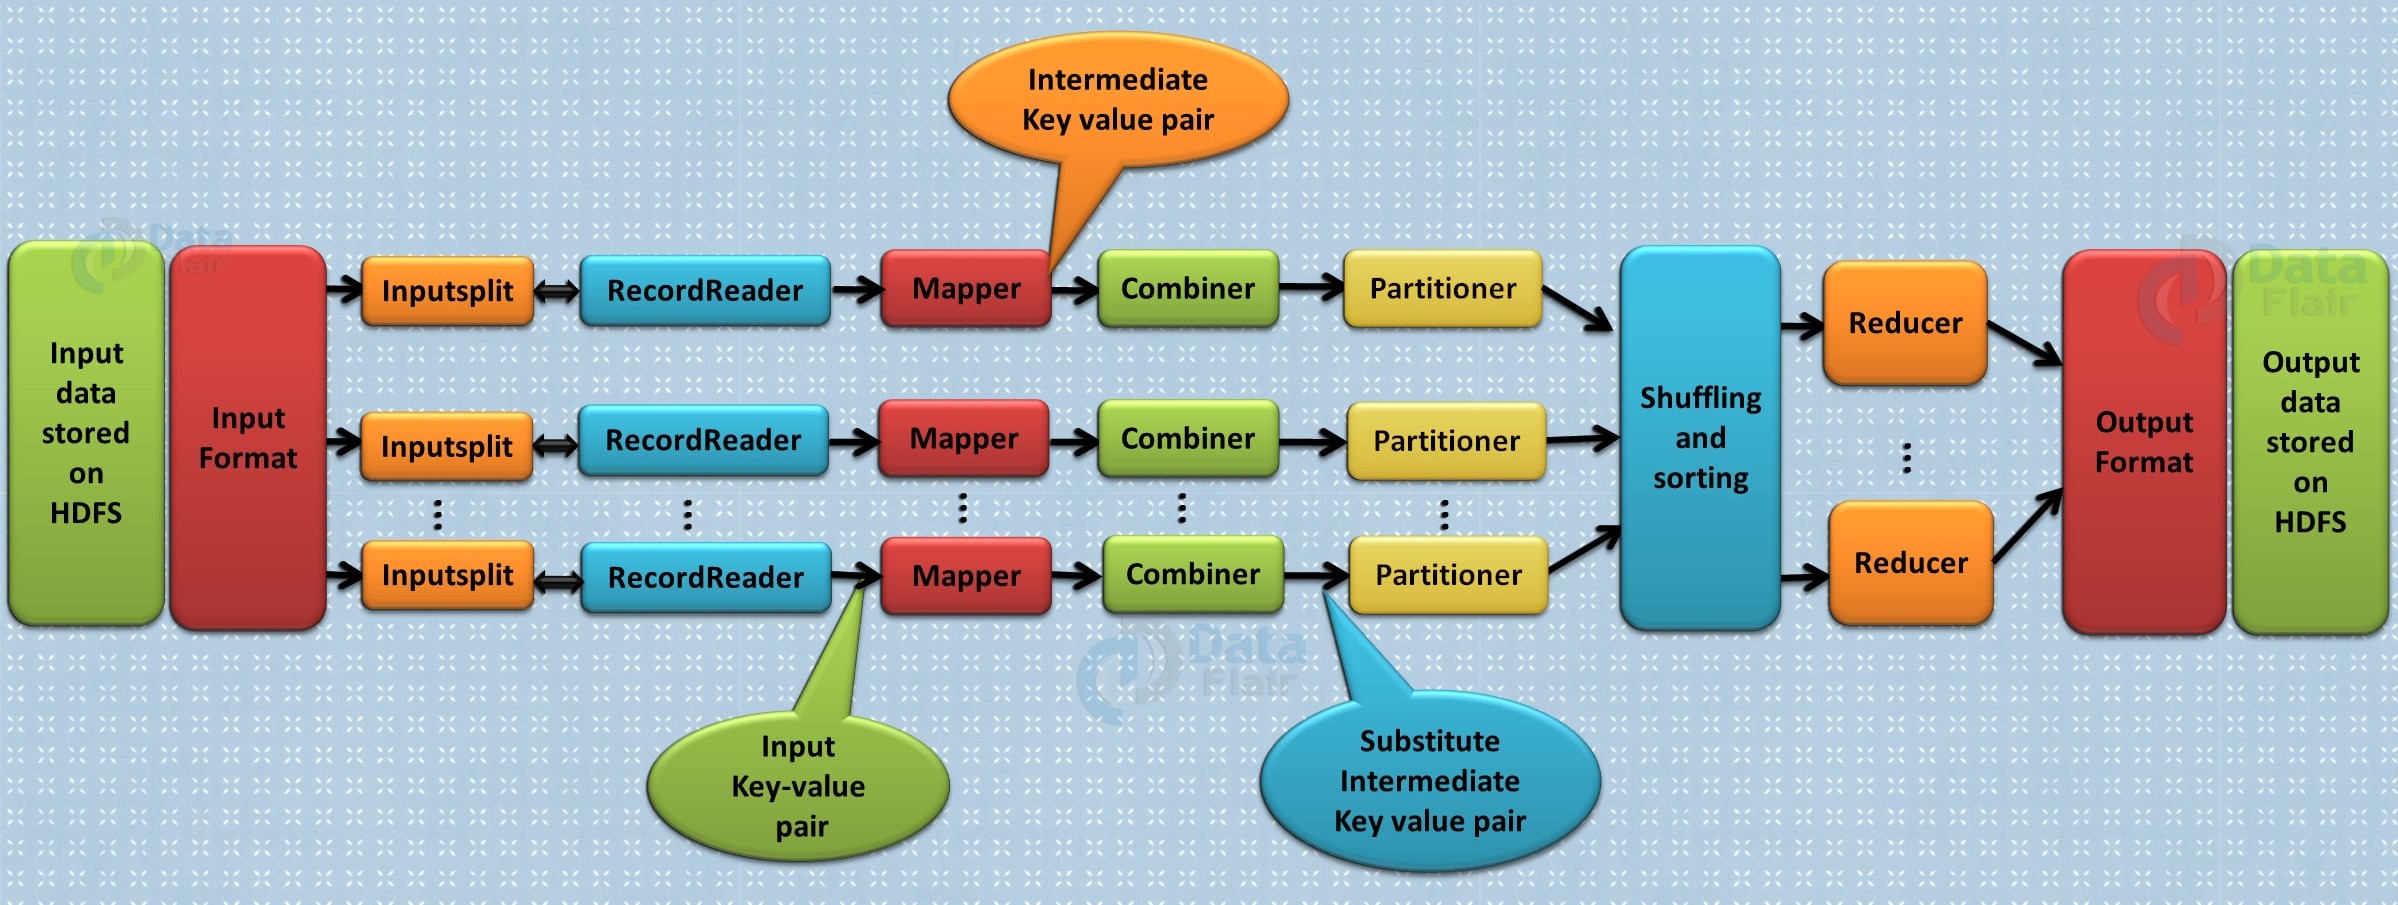 Intermediate
Key value pair
Data
Flair
Data
Flair
Input
data
stored
on
HDFS
Input
Format
Inputsplit
RecordReader
Mapper
Combiner
Partitioner
Inputsplit
RecordReader
Mapper
Combiner
Partitioner
Inputsplit
RecordReader
Mapper
Combiner
Partitioner
Shuffling
and
sorting
Reducer
Reducer
Output
Format
Output
data
stored
on
HDFS
Data
Flair
Input
Key-value
pair
Substitute
Intermediate
Key value pair